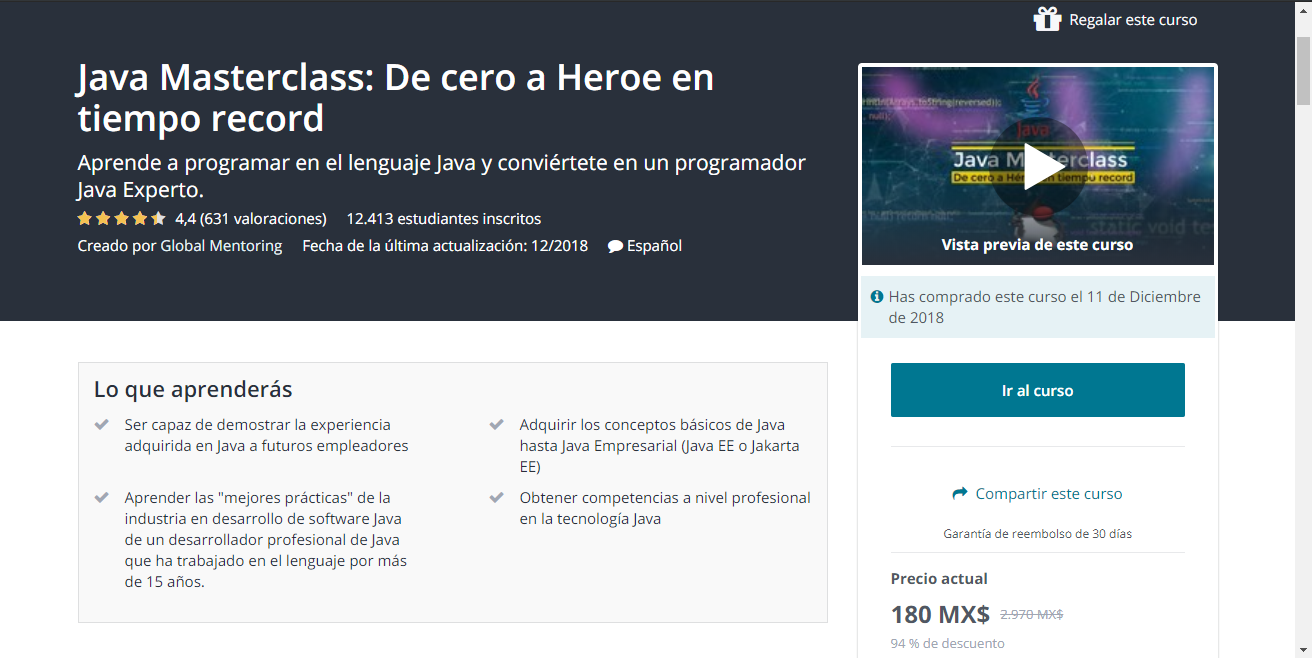 Regalar este curso
Java Masterclass: De cero a Heroe en
tiempo record
Aprende a programar en el lenguaje Java y conviértete en un programador
Java Experto.
4,4 (631 valoraciones) 12.413 estudiantes inscritos
Creado por Global Mentoring Fecha de la última actualización: 12/2018 Español
Java
Java Masterclass
De cero a Héroe en tiempo record
static void
Vista previa de este curso
Has comprado este curso el 11 de Diciembre
de 2018
Ir al curso
Compartir este curso
Garantía de reembolso de 30 días
Precio actual
180 MX$ 2.970 MX$
94 % de descuento
Lo que aprenderás
Ser capaz de demostrar la experiencia
adquirida en Java a futuros empleadores
Adquirir los conceptos básicos de Java
hasta Java Empresarial (Java EE o Jakarta
EE)
Aprender las "mejores prácticas" de la
industria en desarrollo de software Java
de un desarrollador profesional de Java
que ha trabajado en el lenguaje por más
de 15 años.
Obtener competencias a nivel profesional
en la tecnología Java